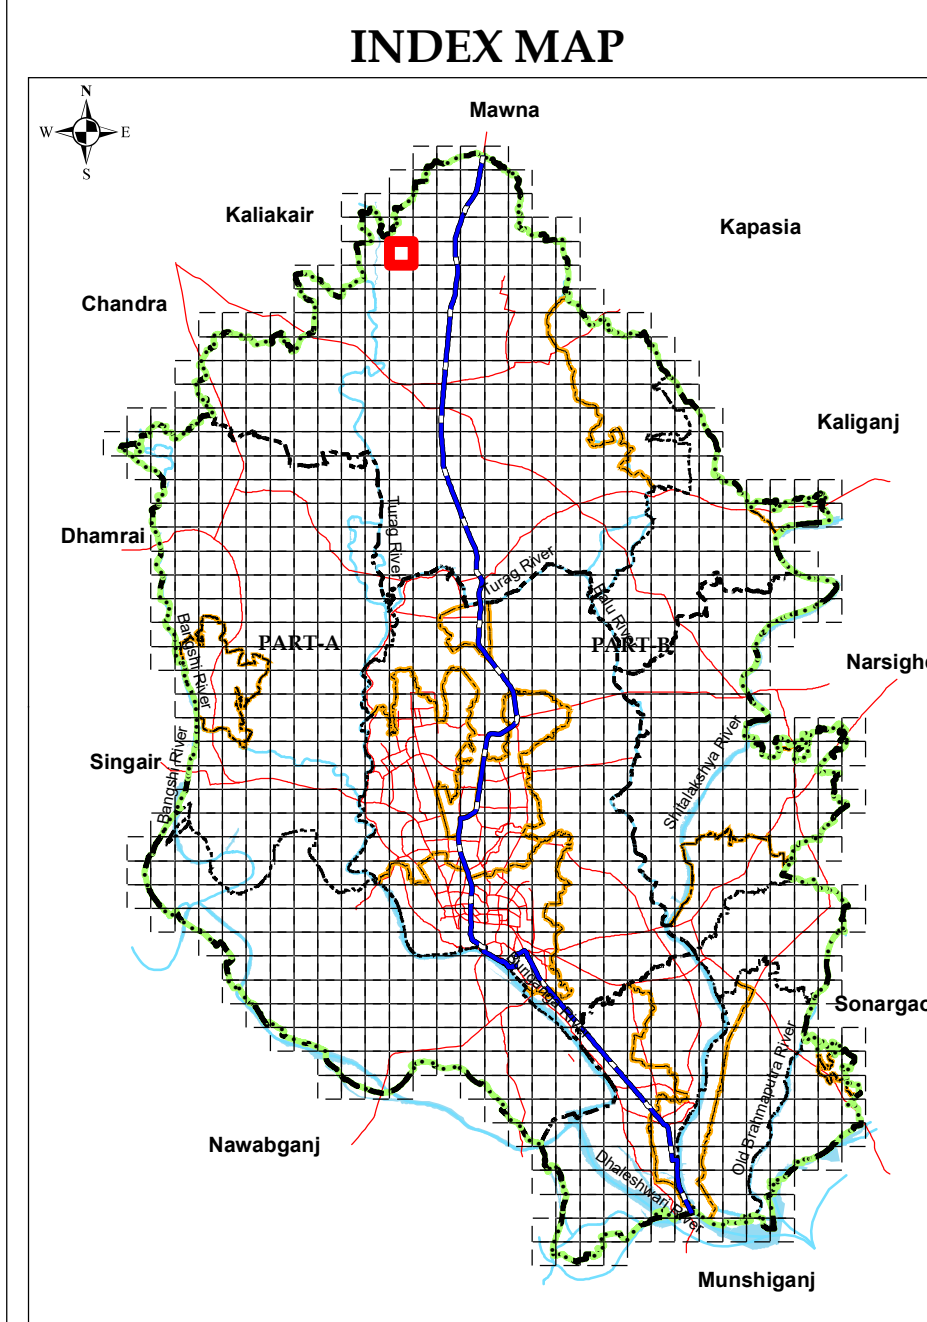 INDEX MAP
N
W E
S
Mawna
Kaliakair
Kapasia
Chandra
Kaliganj
Dhamrai
Turag River
Turag River
Balu River
Bangshi River
PART-A
PART-B
Narsighd
Shitalakshya River
Singair
Bangshi River
Buriganga River
Sonargao
Old Brahmaputra River
Nawabganj
Dhaleshwari River
Munshiganj